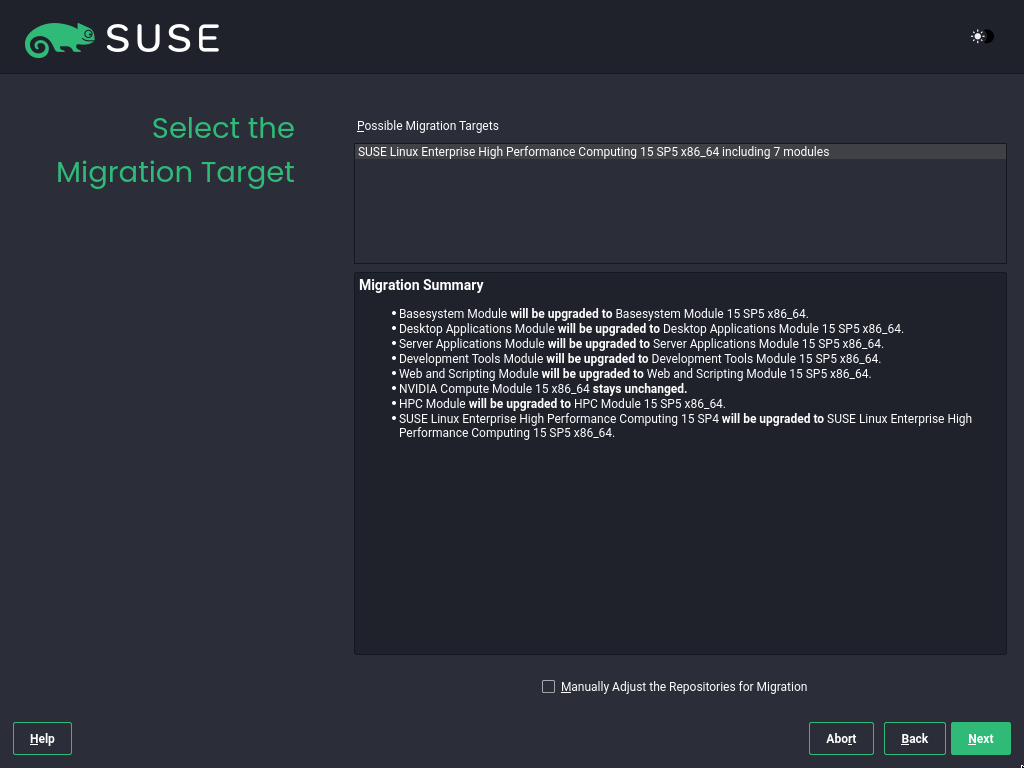 SUSE
Select the
Migration Target
Possible Migration Targets
SUSE Linux Enterprise High Performance Computing 15 SP5 x86_64 including 7 modules
Migration Summary
• Basesystem Module will be upgraded to Basesystem Module 15 SP5 x86_64.
• Desktop Applications Module will be upgraded to Desktop Applications Module 15 SP5 x86_64.
• Server Applications Module will be upgraded to Server Applications Module 15 SP5 x86_64.
• Development Tools Module will be upgraded to Development Tools Module 15 SP5 x86_64.
• Web and Scripting Module will be upgraded to Web and Scripting Module 15 SP5 x86_64.
• NVIDIA Compute Module 15 x86_64 stays unchanged.
• HPC Module will be upgraded to HPC Module 15 SP5 x86_64.
• SUSE Linux Enterprise High Performance Computing 15 SP4 will be upgraded to SUSE Linux Enterprise High
Performance Computing 15 SP5 x86_64.
Manually Adjust the Repositories for Migration
Help Abort Back Next